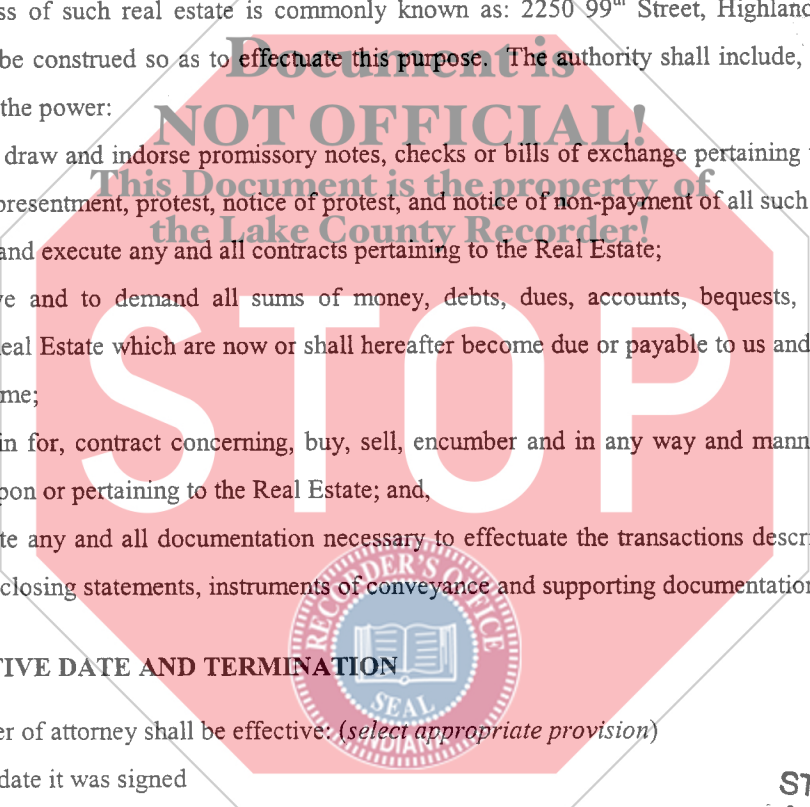 ss of such real estate is commonly known as: 2250 99th Street, Highland
be construed so as to effectuate this purpose. The authority shall include,
Document is
the power:
NOT OFFICIAL!
draw and indorse promissory notes, checks or bills of exchange pertaining
This Document is the property of
presentment, protest, notice of protest, and notice of non-payment of all such
the Lake County Recorder!
and execute any and all contracts pertaining to the Real Estate;
ve and to demand all sums of money, debts, dues, accounts, bequests,
eal Estate which are now or shall hereafter become due or payable to us and
me;
STOP
in for, contract concerning, buy, sell, encumber and in any way and mann
pon or pertaining to the Real Estate; and,
te any and all documentation necessary to effectuate the transactions descri
closing statements, instruments of conveyance and supporting documentation
RECORDER'S OFFICE
SEAL
INDIANA
TIVE DATE AND TERMINATION
er of attorney shall be effective: (select appropriate provision)
date it was signed
ST